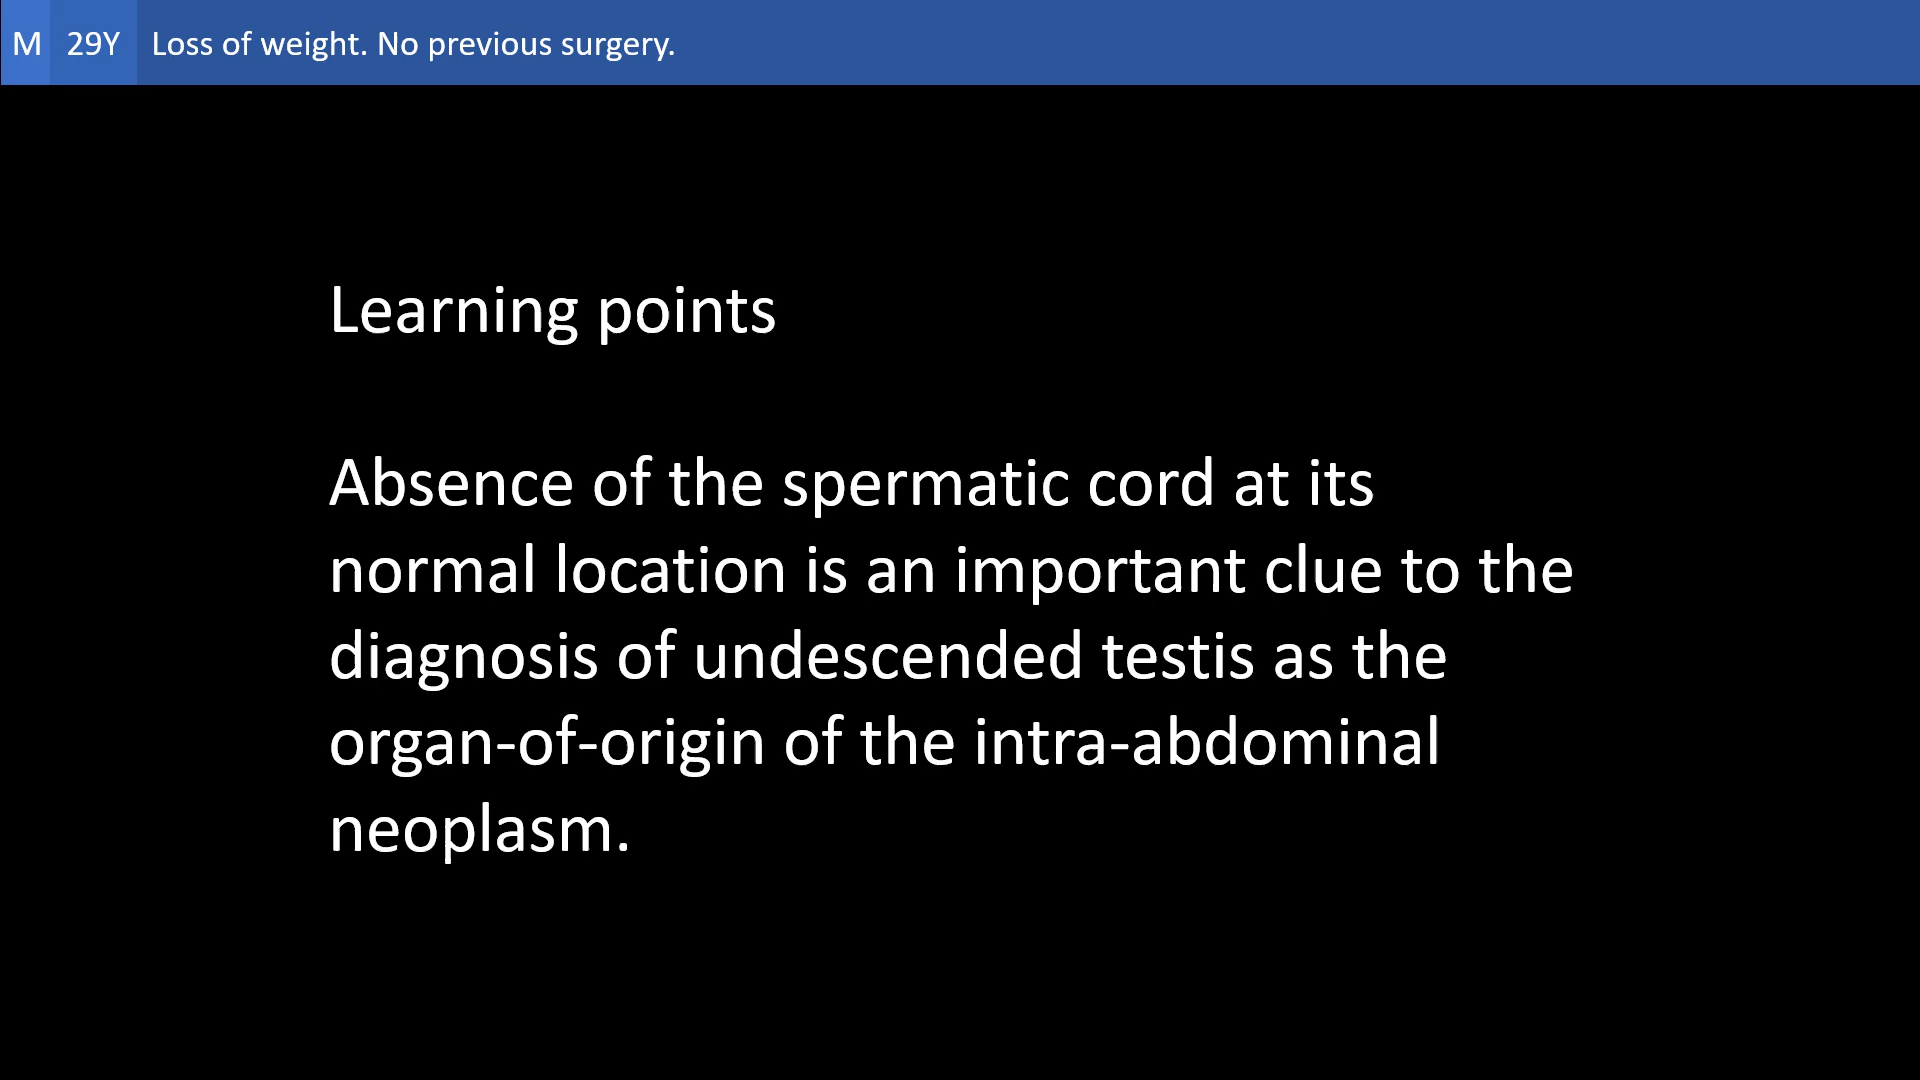 M 29Y Loss of weight. No previous surgery.
Learning points
Absence of the spermatic cord at its
normal location is an important clue to the
diagnosis of undescended testis as the
organ-of-origin of the intra-abdominal
neoplasm.